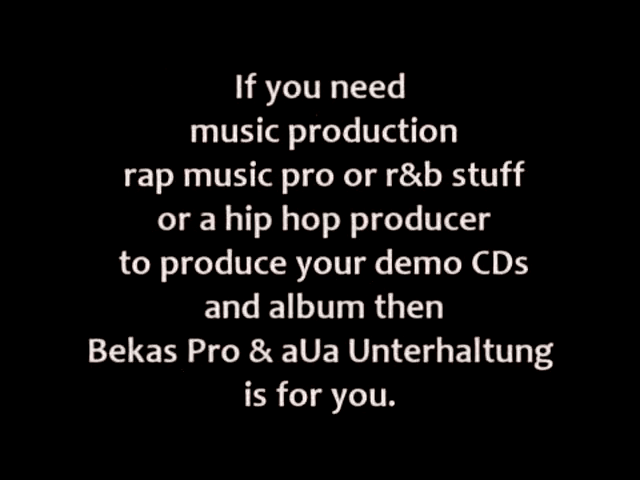 If you need
music production
rap music pro or r&b stuff
or a hip hop producer
to produce your demo CDs
and album then
Bekas Pro & aUa Unterhaltung
is for you.